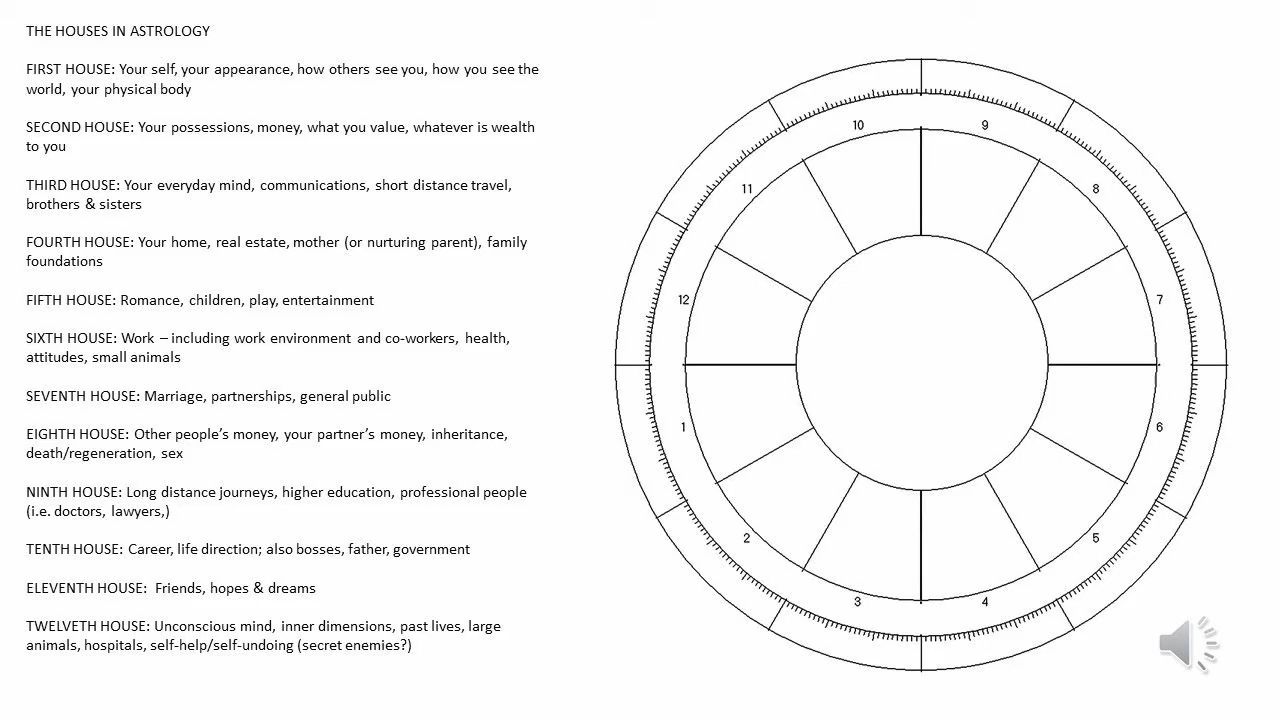 THE HOUSES IN ASTROLOGY
FIRST HOUSE: Your self, your appearance, how others see you, how you see the
world, your physical body
SECOND HOUSE: Your possessions, money, what you value, whatever is wealth
to you
THIRD HOUSE: Your everyday mind, communications, short distance travel,
brothers & sisters
FOURTH HOUSE: Your home, real estate, mother (or nurturing parent), family
foundations
FIFTH HOUSE: Romance, children, play, entertainment
SIXTH HOUSE: Work – including work environment and co-workers, health,
attitudes, small animals
SEVENTH HOUSE: Marriage, partnerships, general public
EIGHTH HOUSE: Other people’s money, your partner’s money, inheritance,
death/regeneration, sex
NINTH HOUSE: Long distance journeys, higher education, professional people
(i.e. doctors, lawyers,)
TENTH HOUSE: Career, life direction; also bosses, father, government
ELEVENTH HOUSE:  Friends, hopes & dreams
TWELVETH HOUSE: Unconscious mind, inner dimensions, past lives, large
animals, hospitals, self-help/self-undoing (secret enemies?)
10 9
11 8
12 7
1 6
2 5
3 4